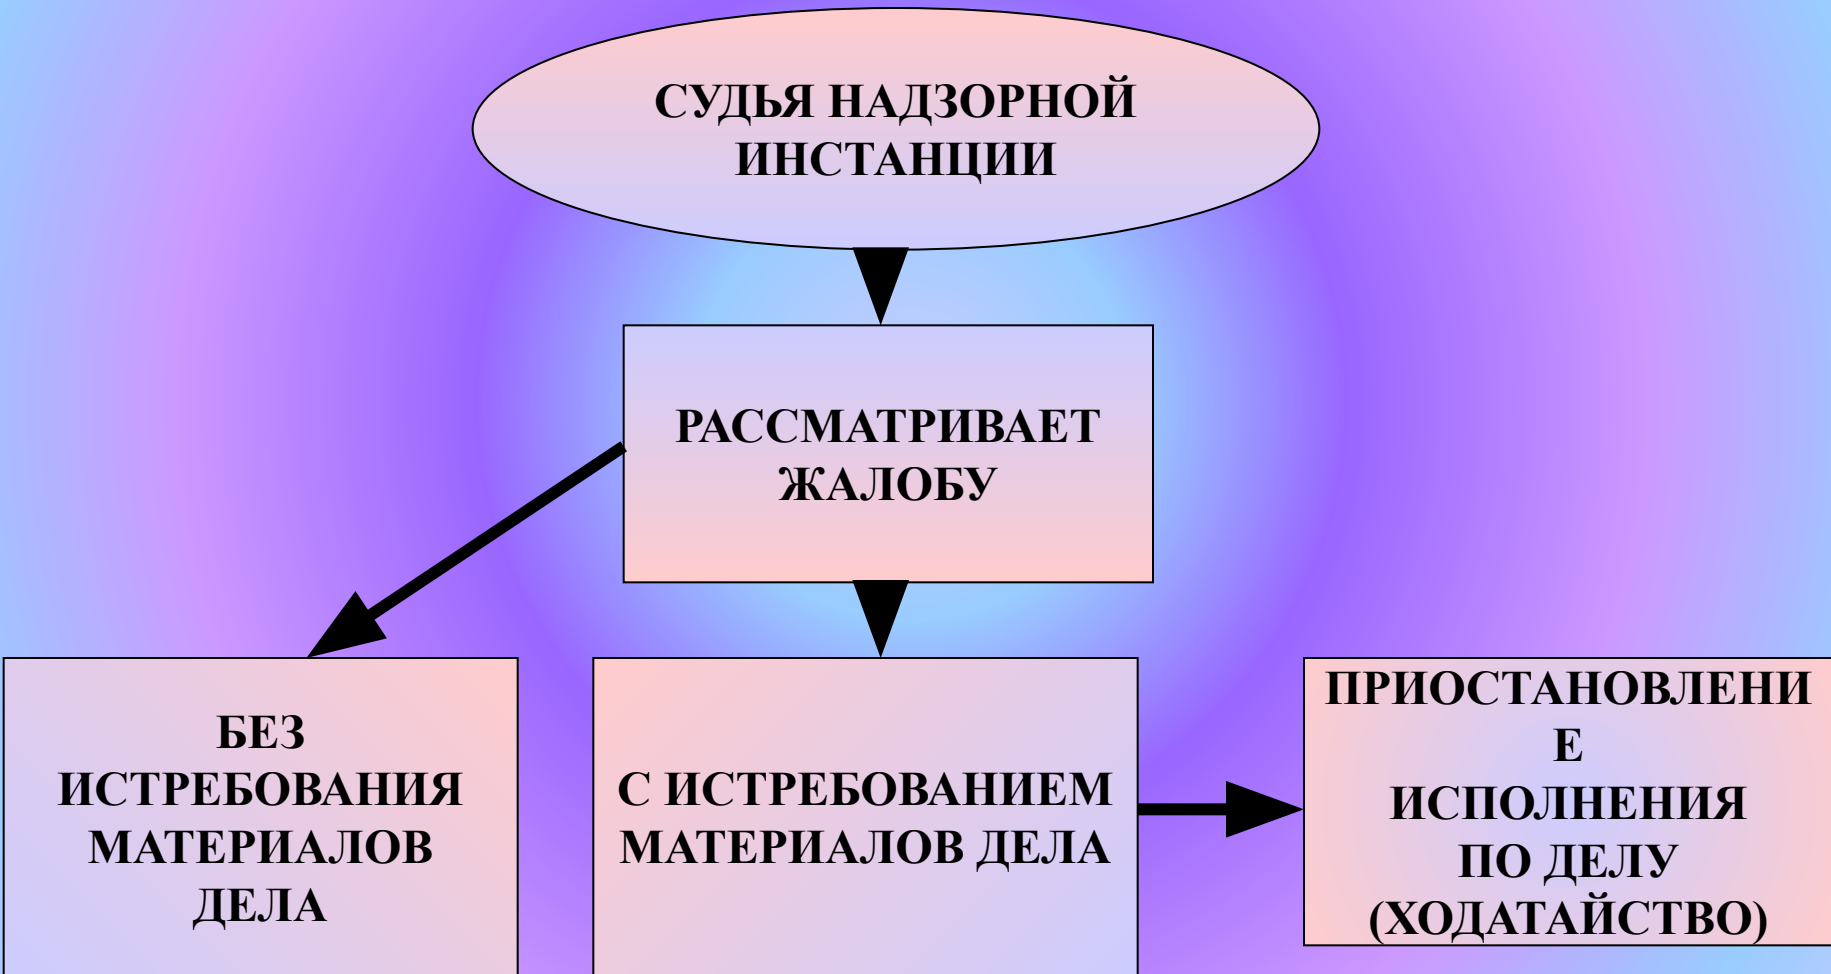 СУДЬЯ НАДЗОРНОЙ
ИНСТАНЦИИ
РАССМАТРИВАЕТ
ЖАЛОБУ
БЕЗ
ИСТРЕБОВАНИЯ
МАТЕРИАЛОВ
ДЕЛА
С ИСТРЕБОВАНИЕМ
МАТЕРИАЛОВ ДЕЛА
ПРИОСТАНОВЛЕНИ
Е
ИСПОЛНЕНИЯ
ПО ДЕЛУ
(ХОДАТАЙСТВО)